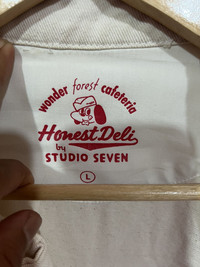 wonder forest cafeteria
Honest Deli
by
STUDIO SEVEN
L